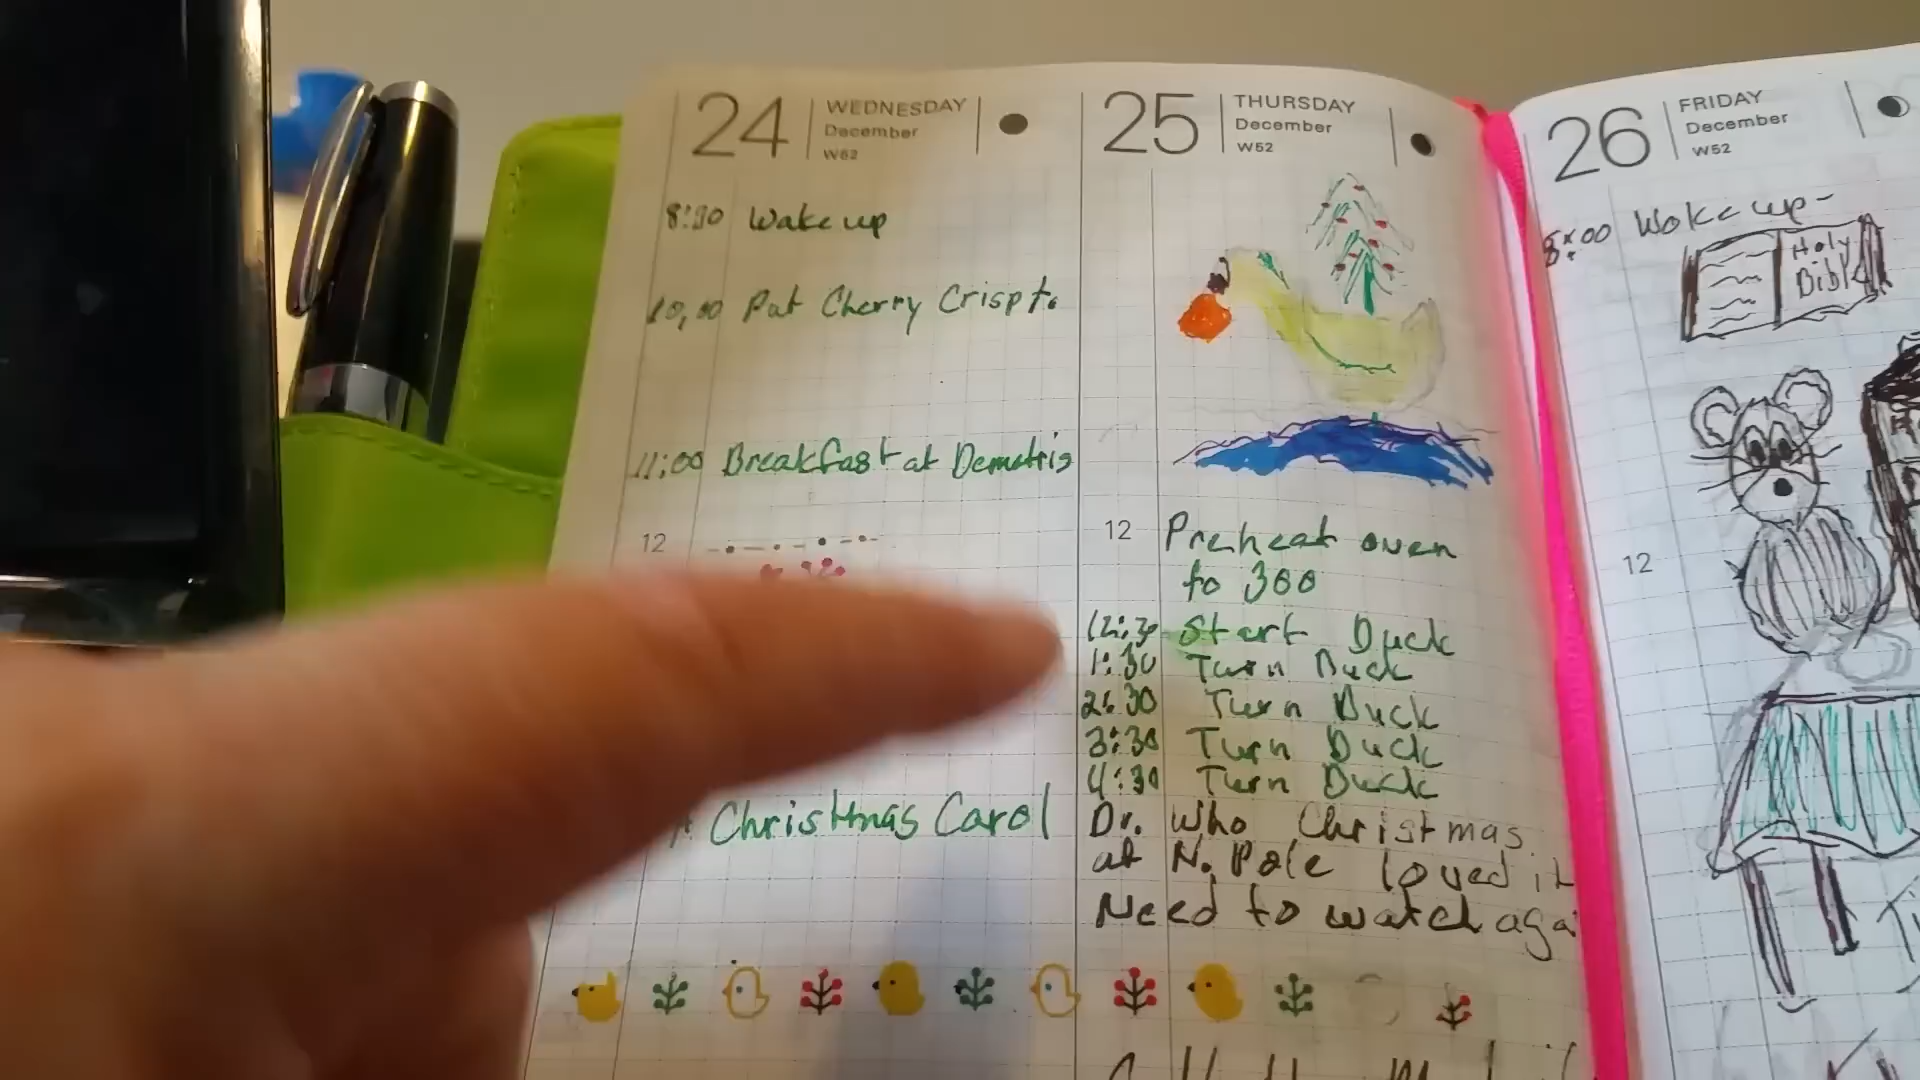 24 WEDNESDAY
December
W52
8:30 Wake up
10,00 Put Cherry Crisp to
11:00 Breakfast at Demetris
12
A Christmas Carol
25 THURSDAY
December
W52
12 Preheat oven
to 300
12:30 Start Duck
1:30 Turn Duck
2:30 Turn Duck
3:30 Turn Duck
4:30 Turn Duck
Dr. Who Christmas
at N. Pole loved it
Need to watch aga
26 FRIDAY
December
W52
8:00 Woke up -
Holy
Bible
12